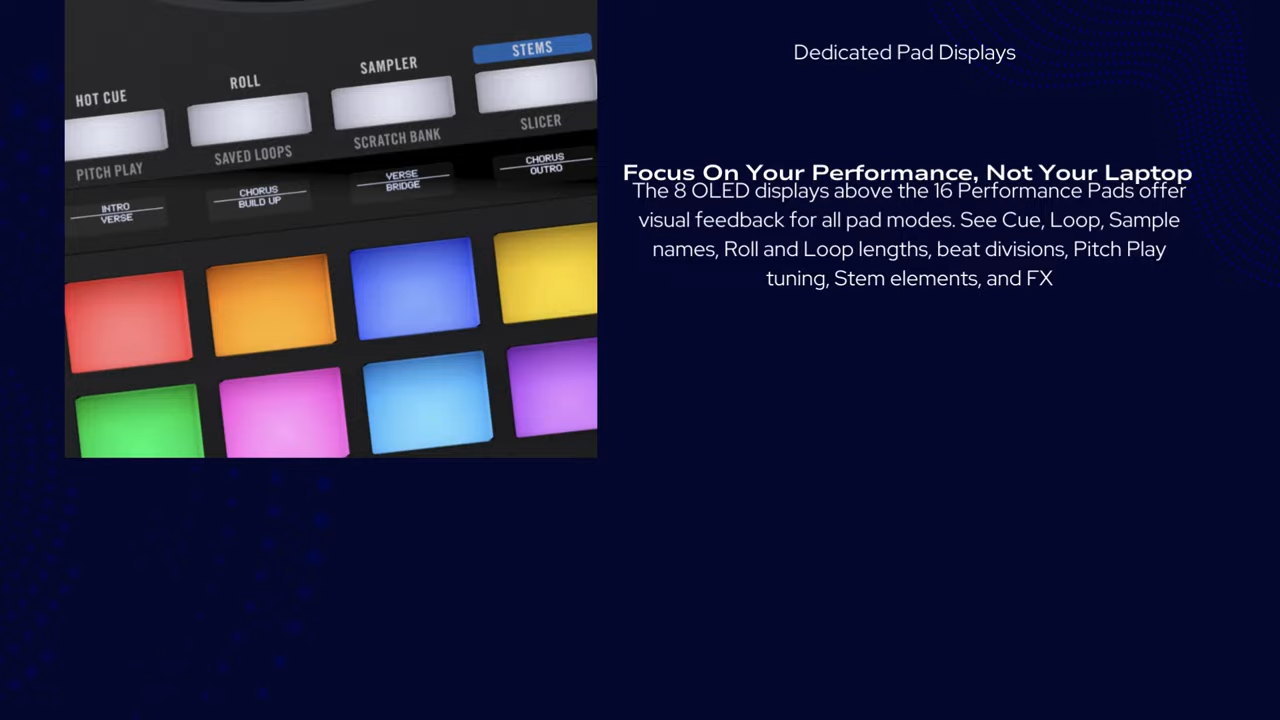 STEMS
SAMPLER
ROLL
HOT CUE
SLICER
SCRATCH BANK
SAVED LOOPS
PITCH PLAY
CHORUS
OUTRO
VERSE
BRIDGE
CHORUS
BUILD UP
INTRO
VERSE
Dedicated Pad Displays
Focus On Your Performance, Not Your Laptop
The 8 OLED displays above the 16 Performance Pads offer
visual feedback for all pad modes. See Cue, Loop, Sample
names, Roll and Loop lengths, beat divisions, Pitch Play
tuning, Stem elements, and FX